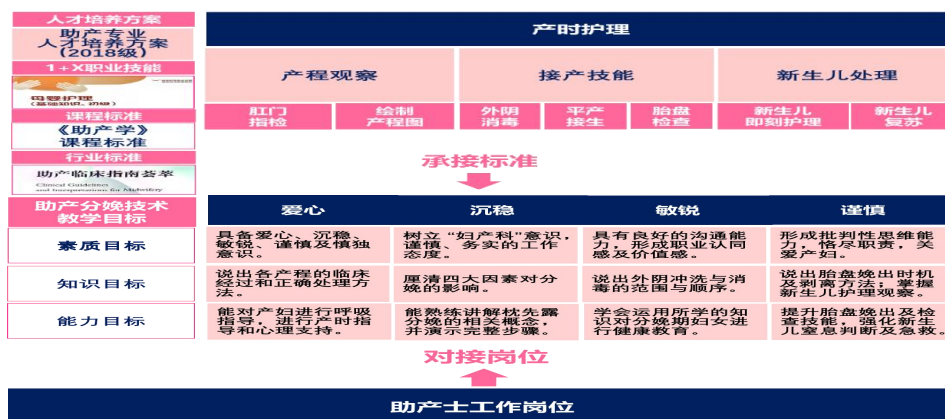 人才培养方案
助产专业
人才培养方案
(2018级)
1+X职业技能
母婴护理
(基础知识、初级)
课程标准
《助产学》
课程标准
行业标准
助产临床指南荟萃
Clinical Guidelines
and Interpretations for Midwifery
产时护理
产程观察
接产技能
新生儿处理
肛门
指检
绘制
产程图
外阴
消毒
平产
接生
胎盘
检查
新生儿
即刻护理
新生儿
复苏
承接标准
助产分娩技术
教学目标
爱心
沉稳
敏锐
谨慎
素质目标
具备爱心、沉稳、
敏锐、谨慎及慎独
意识。
树立“妇产科”意识,
谨慎、务实的工作
态度。
具有良好的沟通能
力,形成职业认同
感及价值感。
形成批判性思维能
力,恪尽职责,关
爱产妇。
知识目标
说出各产程的临床
经过和正确处理方
法。
厘清四大因素对分
娩的影响。
说出外阴冲洗与消
毒的范围与顺序。
说出胎盘娩出时机
及剥离方法;掌握
新生儿护理观察。
能力目标
能对产妇进行呼吸
指导,进行产时指
导和心理支持。
能熟练讲解枕先露
分娩的相关概念,
并演示完整步骤。
学会运用所学的知
识对分娩期妇女进
行健康教育。
提升胎盘娩出及检
查技能,强化新生
儿窒息判断及急救。
对接岗位
助产士工作岗位